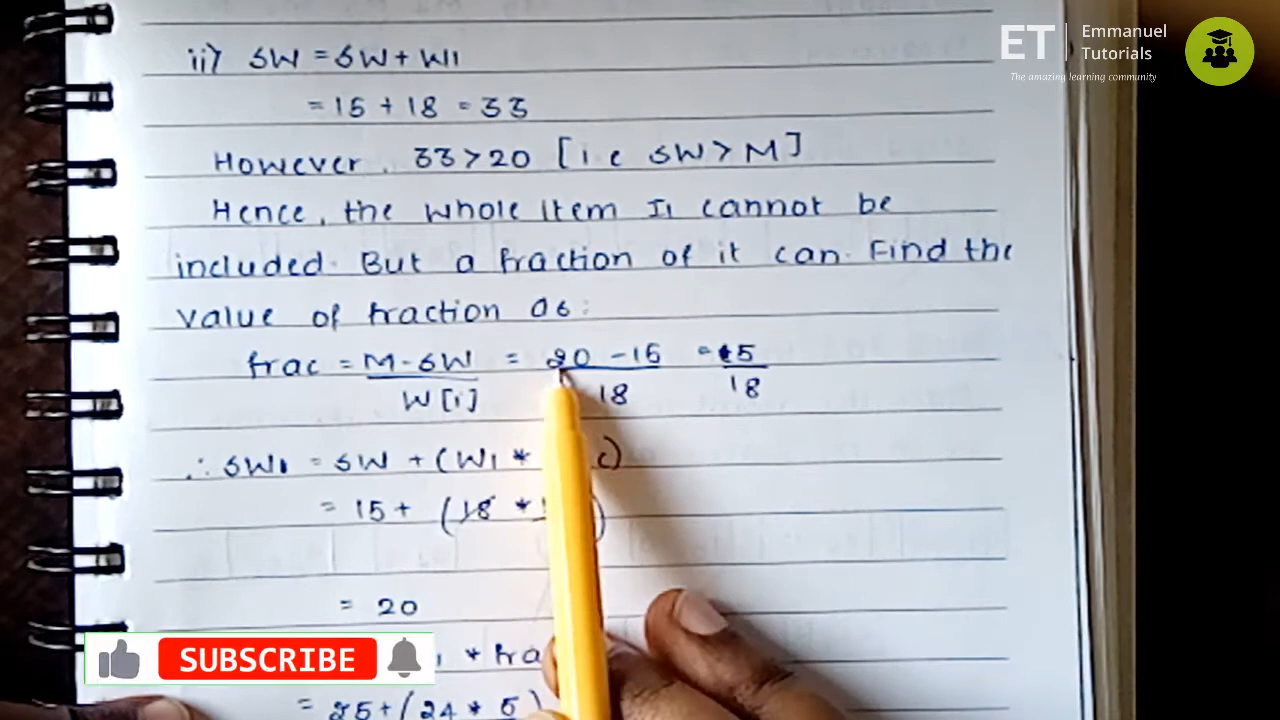 ET
Emmanuel
Tutorials
The amazing learning community
ii) SW = SW + W1
= 15 + 18 = 33
However, 33 > 20 [i.e SW > M]
Hence, the whole Item I1 cannot be
included. But a fraction of it can. Find the
value of fraction as:
frac = M - SW / W[i] = 20 - 15 / 18 = 5 / 18
∴ SW1 = SW + (W1 * c)
= 15 + (18 * )
= 20
1 * fra
= 25 + (24 * 5)
SUBSCRIBE